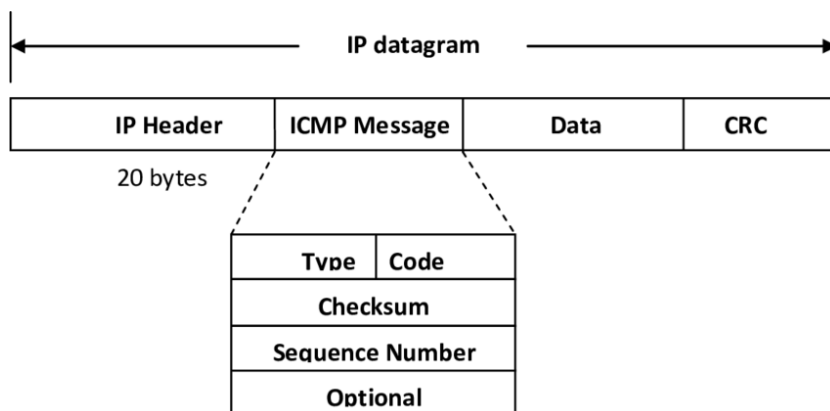 IP datagram
IP Header ICMP Message Data CRC
20 bytes
Type Code
Checksum
Sequence Number
Optional